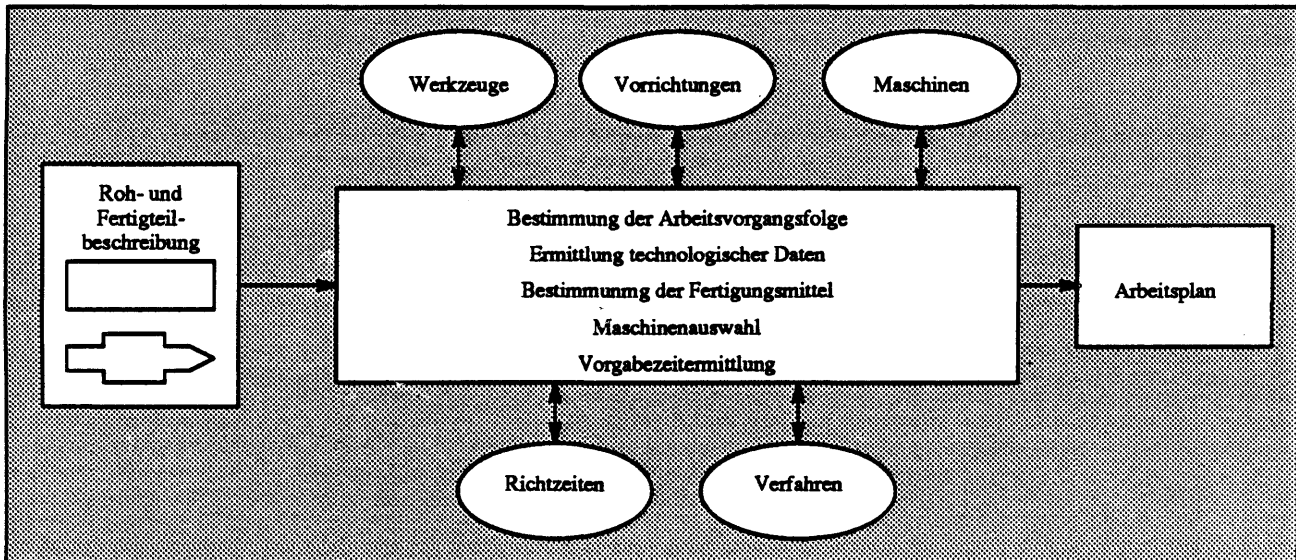 Werkzeuge
Vorrichtungen
Maschinen
Roh- und
Fertigteil-
beschreibung
Bestimmung der Arbeitsvorgangsfolge
Ermittlung technologischer Daten
Bestimmunmg der Fertigungsmittel
Maschinenauswahl
Vorgabezeitermittlung
Arbeitsplan
Richtzeiten
Verfahren